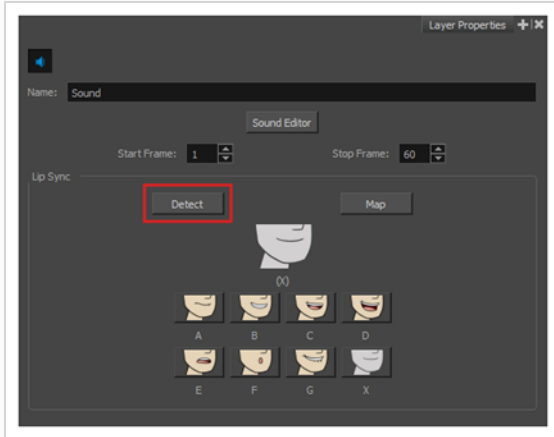 Layer Properties
Name: Sound
Sound Editor
Start Frame: 1 Stop Frame: 60
Lip Sync
Detect Map
(X)
A B C D
E F G X